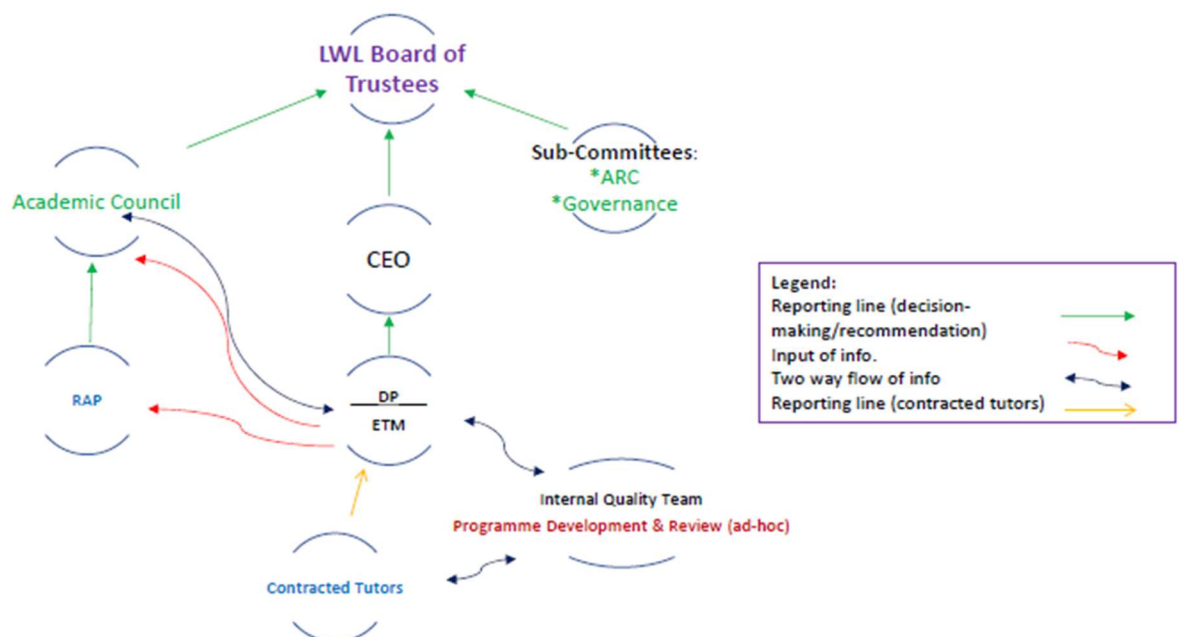 LWL Board of
Trustees
Sub-Committees:
*ARC
*Governance
Academic Council
CEO
Legend:
Reporting line (decision-
making/recommendation)
Input of info.
Two way flow of info
Reporting line (contracted tutors)
RAP
DP
ETM
Internal Quality Team
Programme Development & Review (ad-hoc)
Contracted Tutors